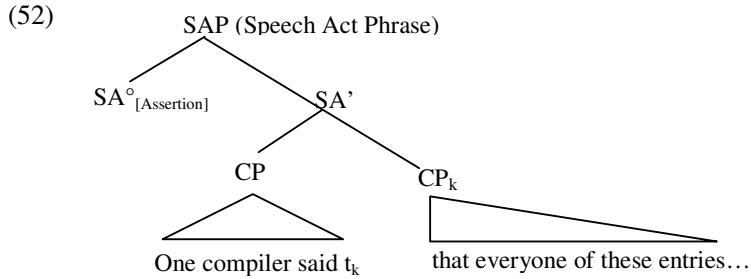 (52)
SAP (Speech Act Phrase)
SA°[Assertion]
SA’
CP
CPk
One compiler said tk
that everyone of these entries…